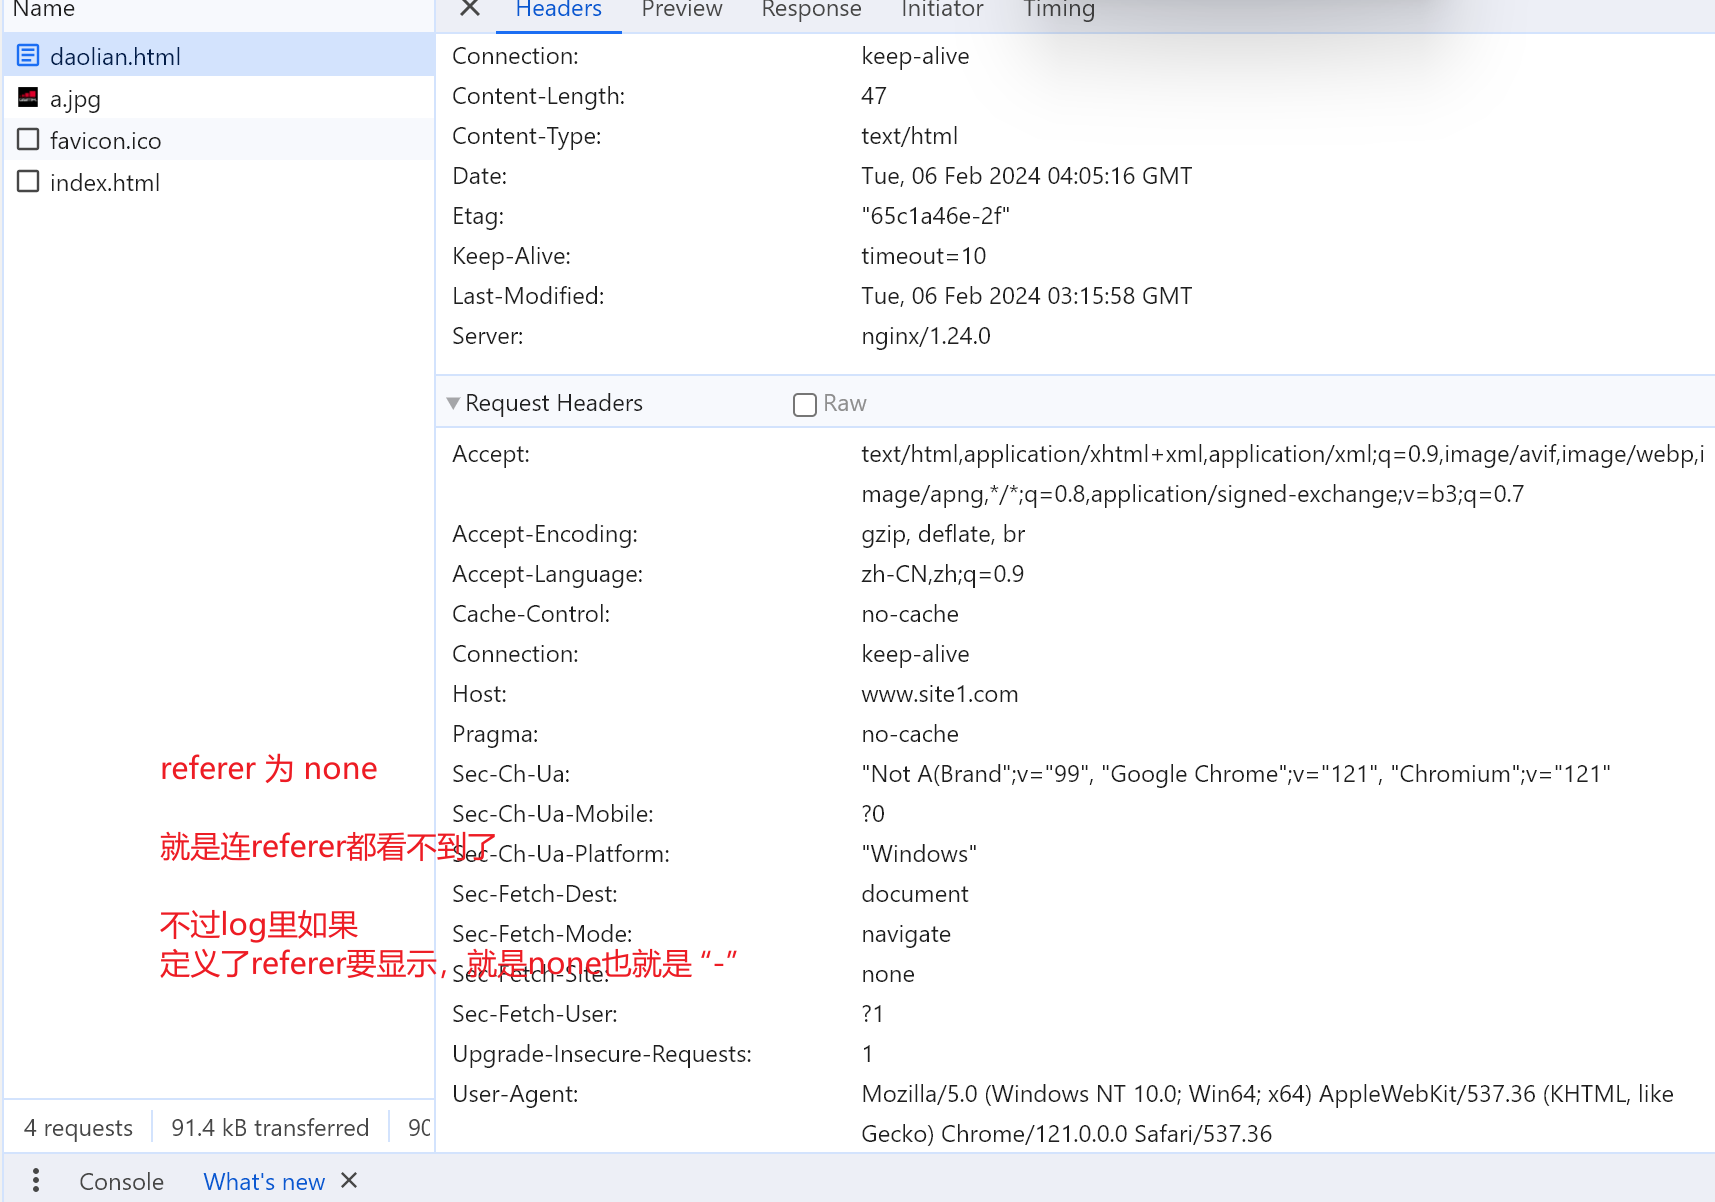 Name
daolian.html
a.jpg
favicon.ico
index.html
Headers Preview Response Initiator Timing
Connection: keep-alive
Content-Length: 47
Content-Type: text/html
Date: Tue, 06 Feb 2024 04:05:16 GMT
Etag: "65c1a46e-2f"
Keep-Alive: timeout=10
Last-Modified: Tue, 06 Feb 2024 03:15:58 GMT
Server: nginx/1.24.0
Request Headers Raw
Accept: text/html,application/xhtml+xml,application/xml;q=0.9,image/avif,image/webp,i
mage/apng,*/*;q=0.8,application/signed-exchange;v=b3;q=0.7
Accept-Encoding: gzip, deflate, br
Accept-Language: zh-CN,zh;q=0.9
Cache-Control: no-cache
Connection: keep-alive
Host: www.site1.com
Pragma: no-cache
Sec-Ch-Ua: "Not A(Brand";v="99", "Google Chrome";v="121", "Chromium";v="121"
Sec-Ch-Ua-Mobile: ?0
Sec-Ch-Ua-Platform: "Windows"
Sec-Fetch-Dest: document
Sec-Fetch-Mode: navigate
Sec-Fetch-Site: none
Sec-Fetch-User: ?1
Upgrade-Insecure-Requests: 1
User-Agent: Mozilla/5.0 (Windows NT 10.0; Win64; x64) AppleWebKit/537.36 (KHTML, like
Gecko) Chrome/121.0.0.0 Safari/537.36
referer 为 none
就是连referer都看不到了
不过log里如果
定义了referer要显示，就是none也就是 “-”
4 requests 91.4 kB transferred 90
Console What's new